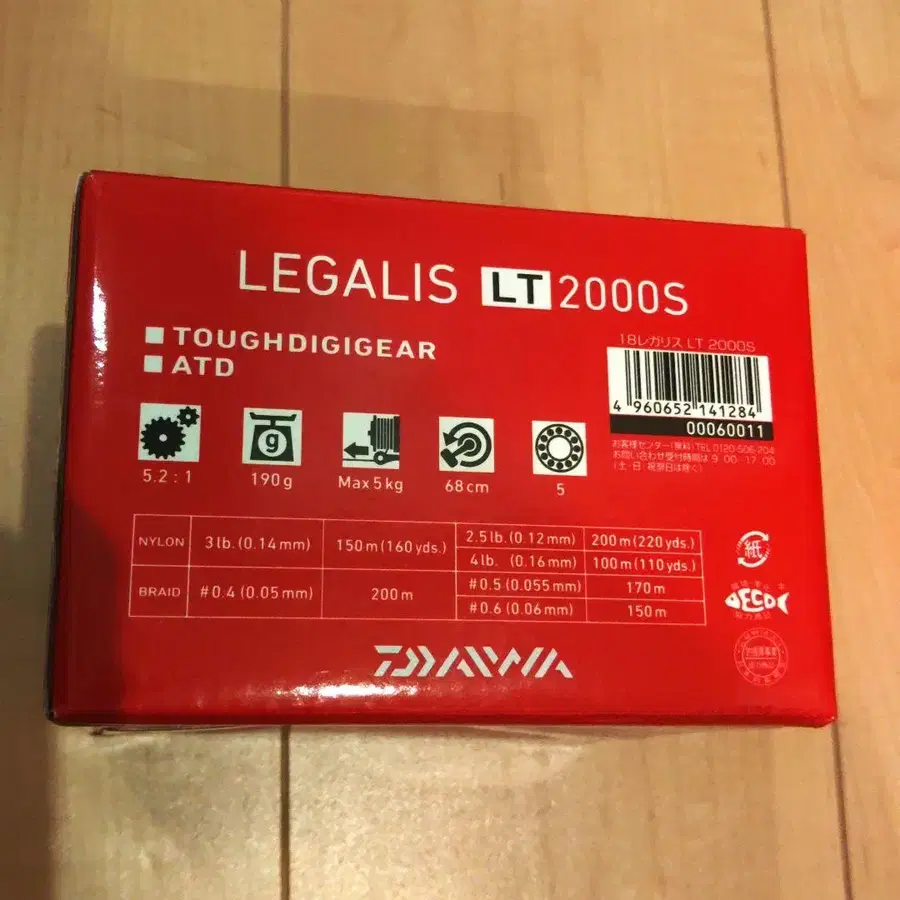 LEGALIS LT 2000S
TOUGHDIGIGEAR
ATD
18レガリス LT 2000S
4 960652 141284
00060011
お客様センター(無料)TEL 0120-506-204
お問い合わせ受付時間は 9:00-17:00
(土・日・祝祭日は除く)
g
5.2:1
190g
Max5kg
68cm
5
NYLON 3lb.(0.14mm) 150m(160yds.) 2.5lb.(0.12mm) 200m(220yds.)
4lb. (0.16mm) 100m(110yds.)
BRAID #0.4(0.05mm) 200m #0.5(0.055mm) 170m
#0.6(0.06mm) 150m
紙
ECO
DAIWA